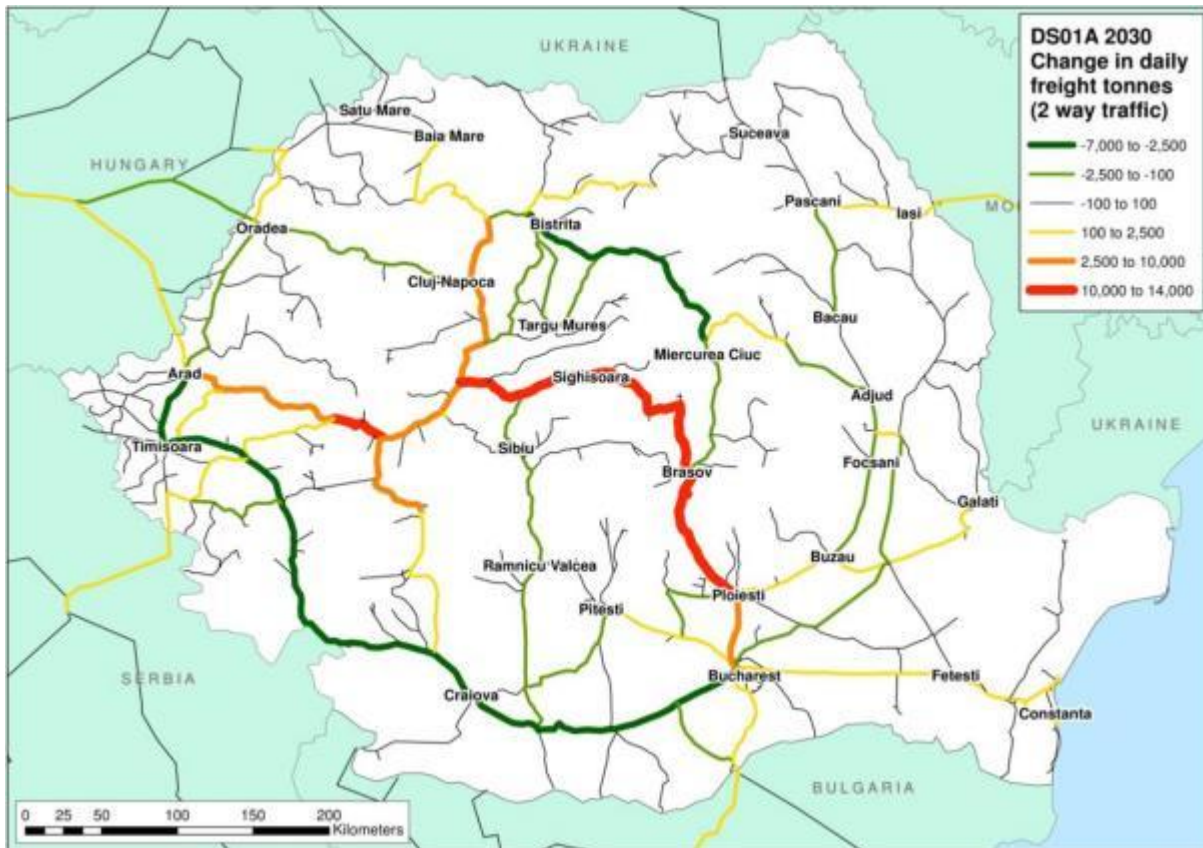 UKRAINE
DS01A 2030
Change in daily
freight tonnes
(2 way traffic)
-7,000 to -2,500
-2,500 to -100
-100 to 100
100 to 2,500
2,500 to 10,000
10,000 to 14,000
Satu Mare
Baia Mare
Suceava
HUNGARY
Pascani
Iasi
MO
Oradea
Bistrita
Cluj-Napoca
Targu Mures
Bacau
Miercurea Ciuc
Arad
Sighisoara
Adjud
UKRAINE
Timisoara
Sibiu
Brasov
Focsani
Galati
Buzau
Ramnicu Valcea
Ploiesti
Pitesti
SERBIA
Craiova
Bucharest
Fetesti
Constanta
BULGARIA
0 25 50 100 150 200
Kilometers